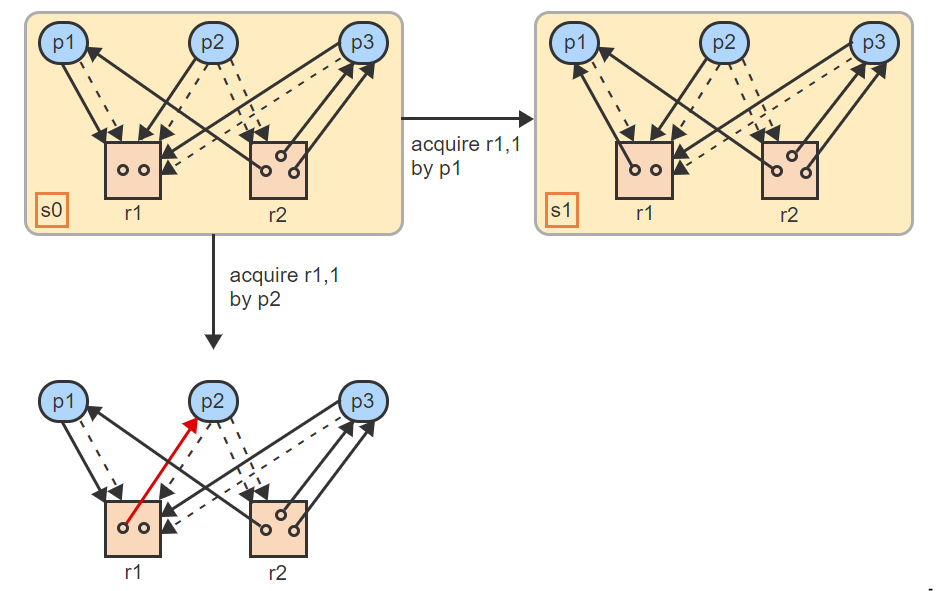 p1 p2 p3
r1 r2
s0
acquire r1,1
by p1
p1 p2 p3
r1 r2
s1
acquire r1,1
by p2
p1 p2 p3
r1 r2